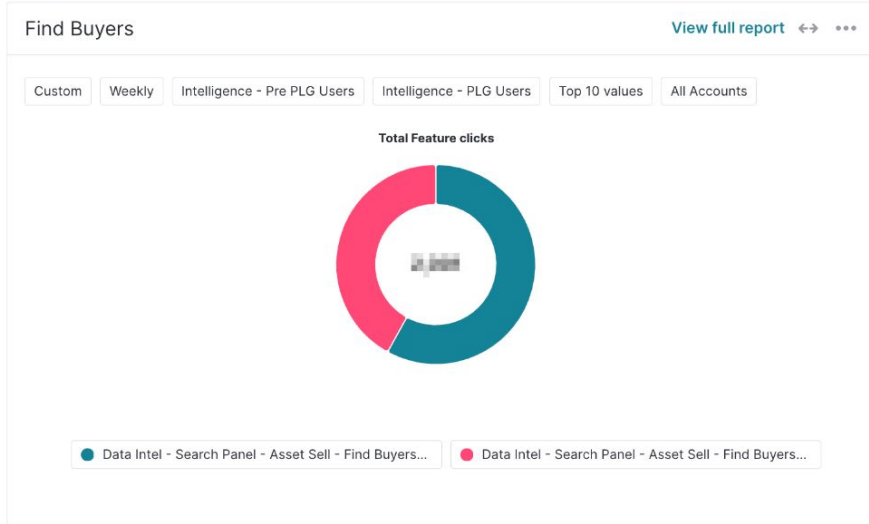 Find Buyers
View full report
Custom
Weekly
Intelligence - Pre PLG Users
Intelligence - PLG Users
Top 10 values
All Accounts
Total Feature clicks
Data Intel - Search Panel - Asset Sell - Find Buyers...
Data Intel - Search Panel - Asset Sell - Find Buyers...